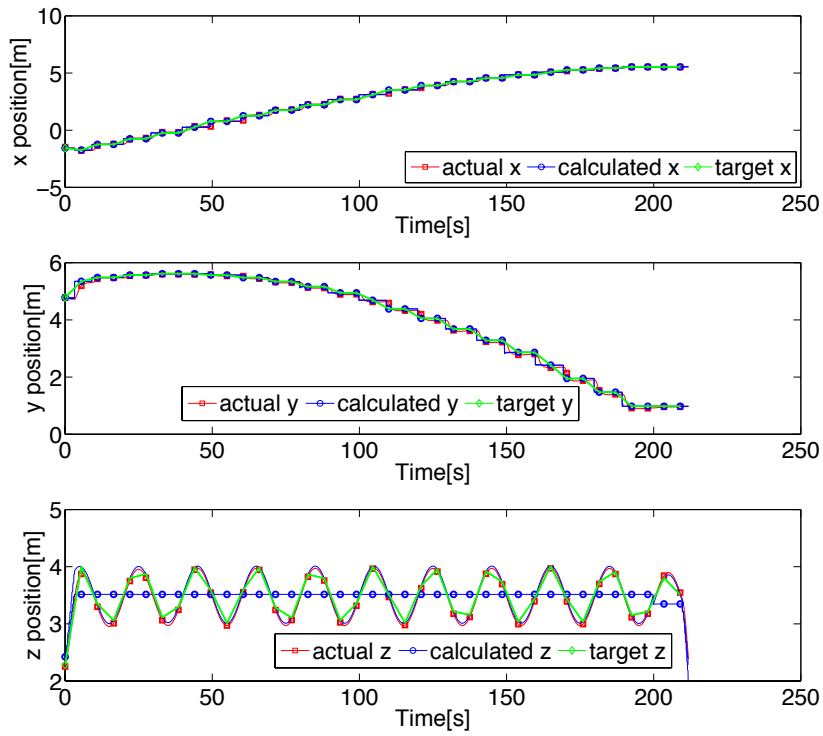 10
5
0
−5
x position[m]
actual x
calculated x
target x
0
50
100
150
200
250
Time[s]
6
4
2
0
y position[m]
actual y
calculated y
target y
0
50
100
150
200
250
Time[s]
5
4
3
2
z position[m]
actual z
calculated z
target z
0
50
100
150
200
250
Time[s]